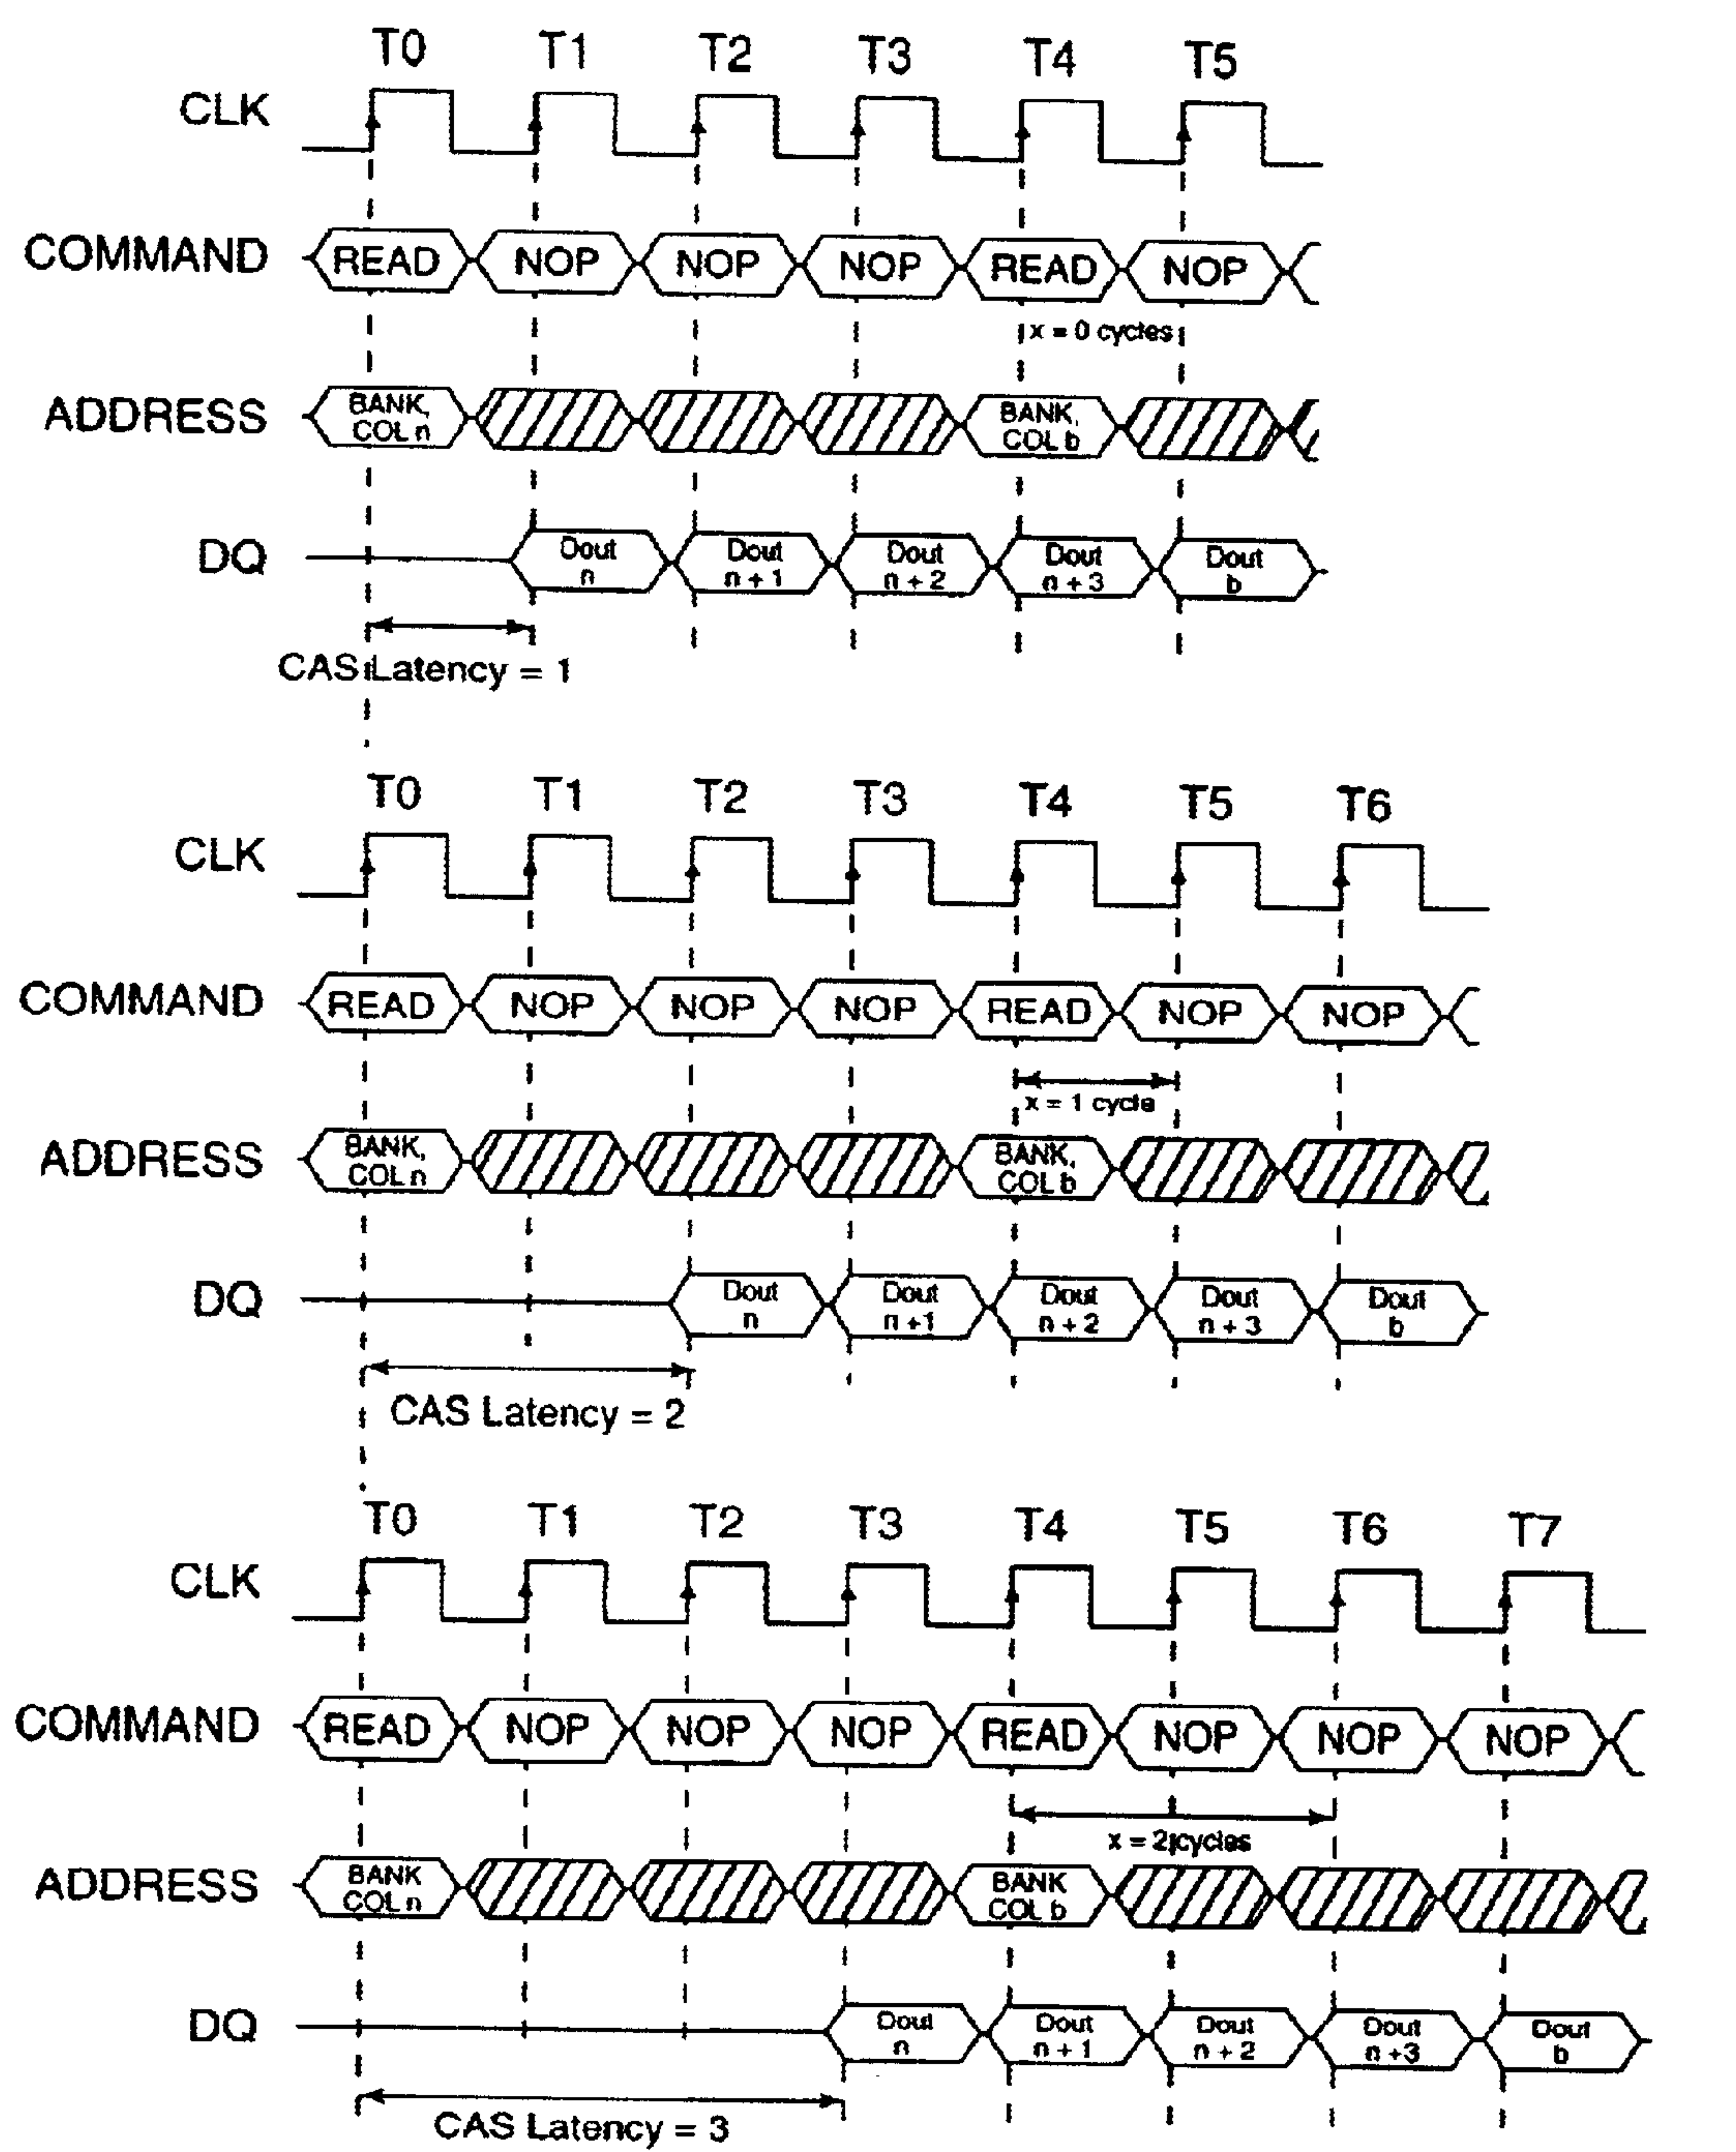 T0 T1 T2 T3 T4 T5
CLK
COMMAND READ NOP NOP NOP READ NOP
x = 0 cycles
ADDRESS BANK, COL n BANK, COL b
DQ Dout n Dout n + 1 Dout n + 2 Dout n + 3 Dout b
CAS Latency = 1
T0 T1 T2 T3 T4 T5 T6
CLK
COMMAND READ NOP NOP NOP READ NOP NOP
x = 1 cycle
ADDRESS BANK, COL n BANK, COL b
DQ Dout n Dout n +1 Dout n + 2 Dout n + 3 Dout b
CAS Latency = 2
T0 T1 T2 T3 T4 T5 T6 T7
CLK
COMMAND READ NOP NOP NOP READ NOP NOP NOP
x = 2 cycles
ADDRESS BANK COL n BANK COL b
DQ Dout n Dout n + 1 Dout n + 2 Dout n +3 Dout b
CAS Latency = 3